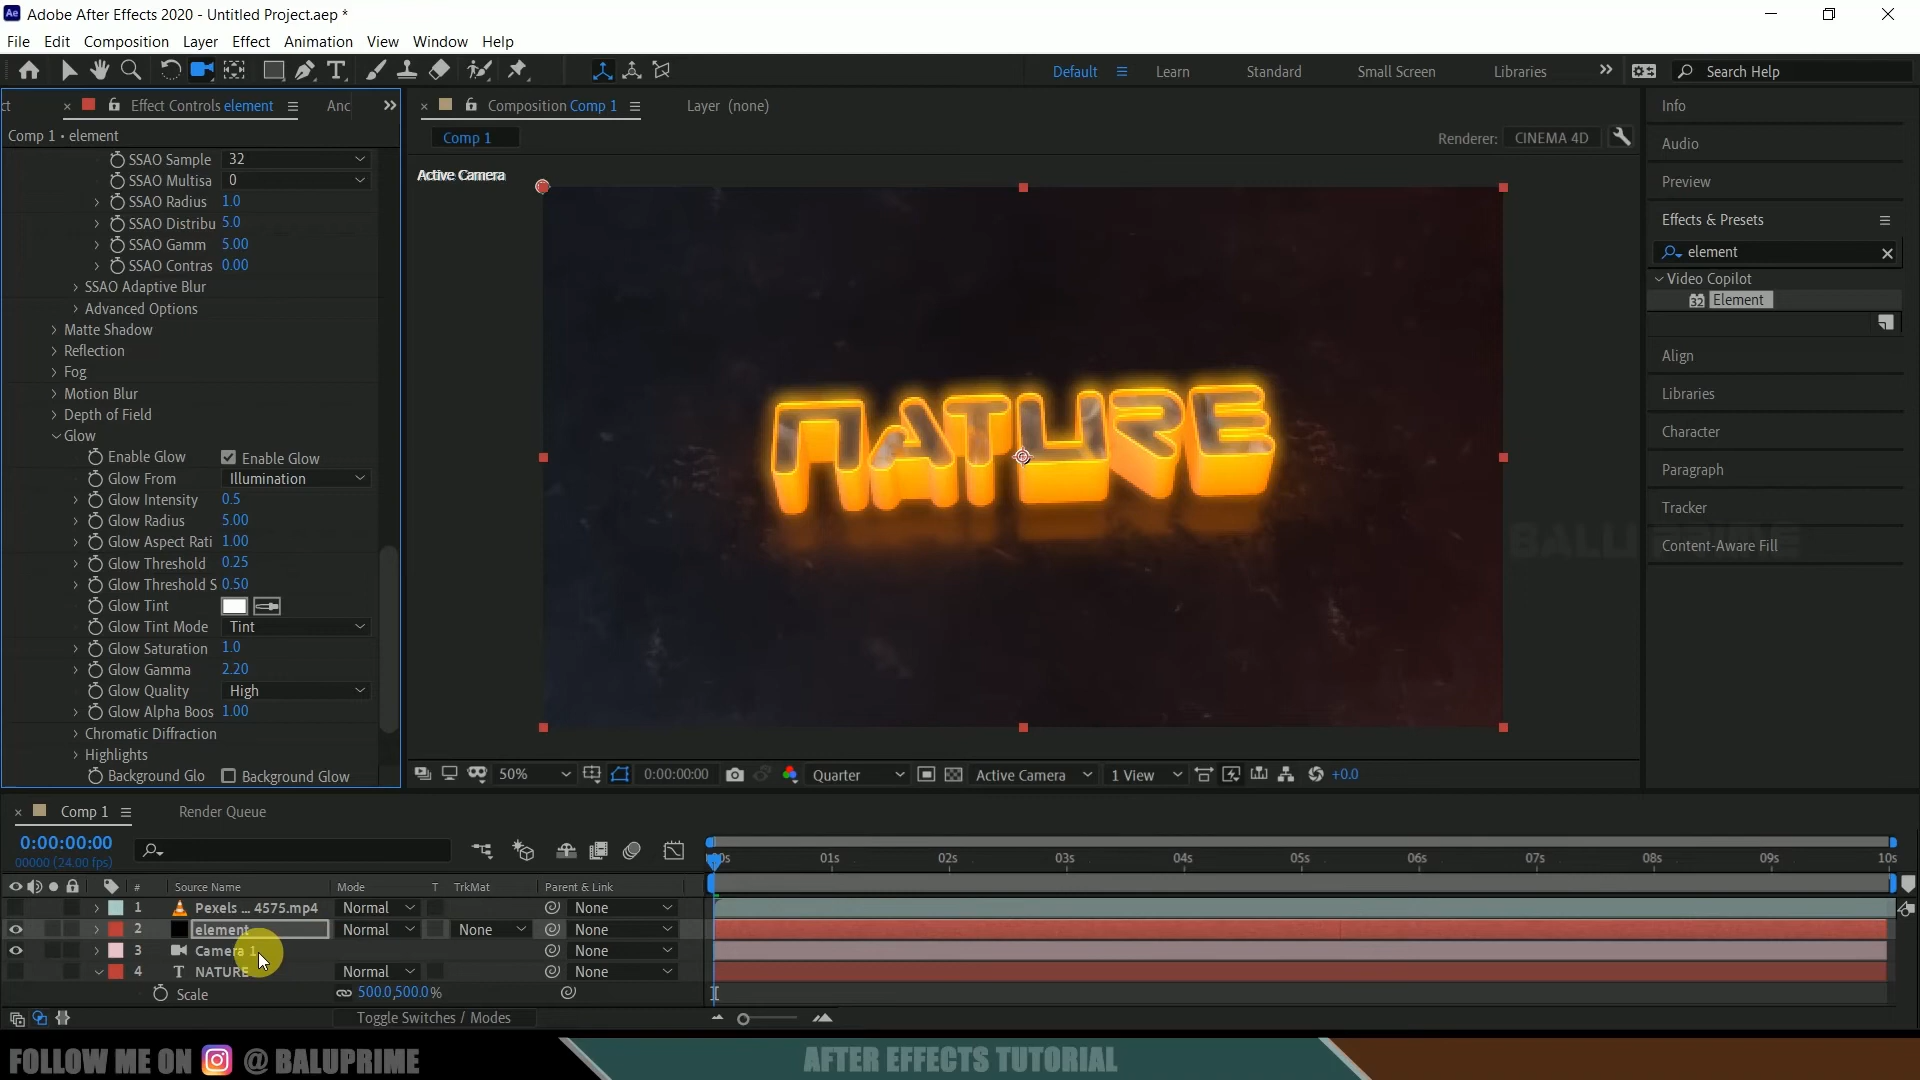 Adobe After Effects 2020 - Untitled Project.aep *
File Edit Composition Layer Effect Animation View Window Help
Default Learn Standard Small Screen Libraries Search Help
ct Effect Controls element Anc
Composition Comp 1 Layer (none)
Comp 1 • element
Comp 1
Renderer: CINEMA 4D
Active Camera
SSAO Sample 32
SSAO Multisa 0
SSAO Radius 1.0
SSAO Distribu 5.0
SSAO Gamm 5.00
SSAO Contras 0.00
SSAO Adaptive Blur
Advanced Options
Matte Shadow
Reflection
Fog
Motion Blur
Depth of Field
Glow
Enable Glow Enable Glow
Glow From Illumination
Glow Intensity 0.5
Glow Radius 5.00
Glow Aspect Rati 1.00
Glow Threshold 0.25
Glow Threshold S 0.50
Glow Tint
Glow Tint Mode Tint
Glow Saturation 1.0
Glow Gamma 2.20
Glow Quality High
Glow Alpha Boos 1.00
Chromatic Diffraction
Highlights
Background Glo Background Glow
NATURE
50% 0:00:00:00 Quarter Active Camera 1 View +0.0
Info
Audio
Preview
Effects & Presets
element
Video Copilot
32 Element
Align
Libraries
Character
Paragraph
Tracker
BALU PRIME
Content-Aware Fill
Comp 1 Render Queue
0:00:00:00
00000 (24.00 fps)
01s 02s 03s 04s 05s 06s 07s 08s 09s 10s
# Source Name Mode T TrkMat Parent & Link
1 Pexels ... 4575.mp4 Normal None
2 element Normal None None
3 Camera 1 None
4 T NATURE Normal None
Scale 500.0,500.0%
Toggle Switches / Modes
FOLLOW ME ON @ BALUPRIME
AFTER EFFECTS TUTORIAL